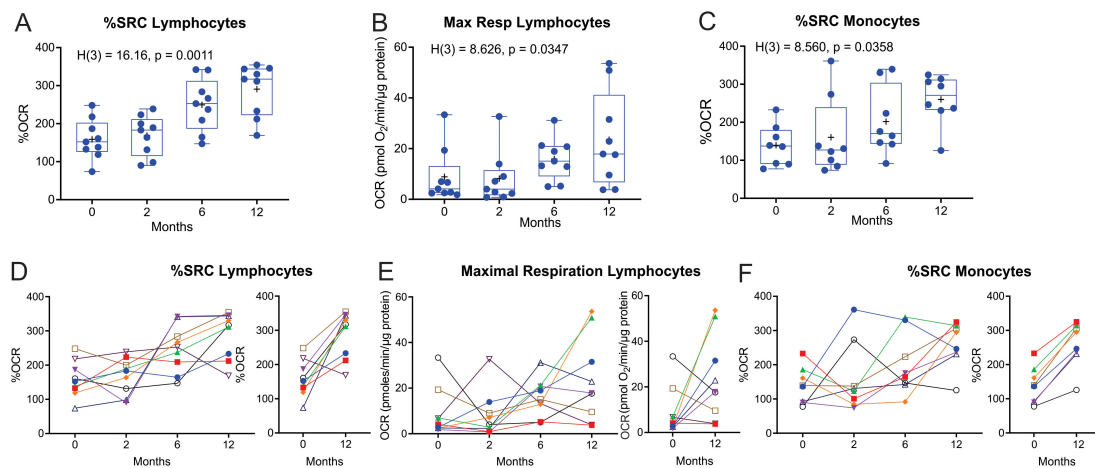 A
%SRC Lymphocytes
H(3) = 16.16, p = 0.0011
%OCR
400
300
200
100
0
0 2 6 12
Months
B
Max Resp Lymphocytes
H(3) = 8.626, p = 0.0347
OCR (pmol O₂/min/μg protein)
60
40
20
0
0 2 6 12
Months
C
%SRC Monocytes
H(3) = 8.560, p = 0.0358
%OCR
400
300
200
100
0
0 2 6 12
Months
D
%SRC Lymphocytes
%OCR
400
300
200
100
0
0 2 6 12
Months
%OCR
400
300
200
100
0
0 12
E
Maximal Respiration Lymphocytes
OCR (pmoles/min/μg protein)
60
40
20
0
0 2 6 12
Months
OCR (pmol O₂/min/μg protein)
60
40
20
0
0 12
F
%SRC Monocytes
%OCR
400
300
200
100
0
0 2 6 12
Months
400
300
200
100
0
0 12